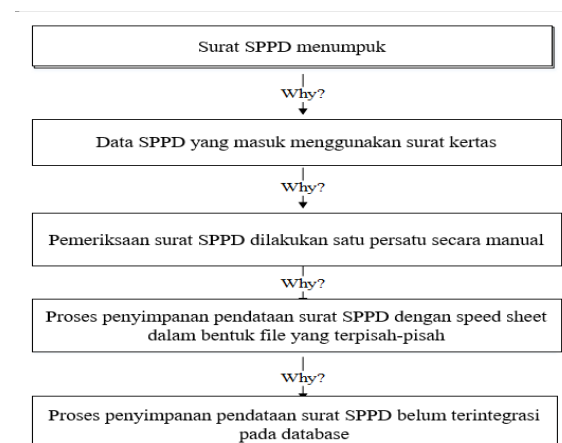 Surat SPPD menumpuk
Why?
Data SPPD yang masuk menggunakan surat kertas
Why?
Pemeriksaan surat SPPD dilakukan satu persatu secara manual
Why?
Proses penyimpanan pendataan surat SPPD dengan speed sheet
dalam bentuk file yang terpisah-pisah
Why?
Proses penyimpanan pendataan surat SPPD belum terintegrasi
pada database